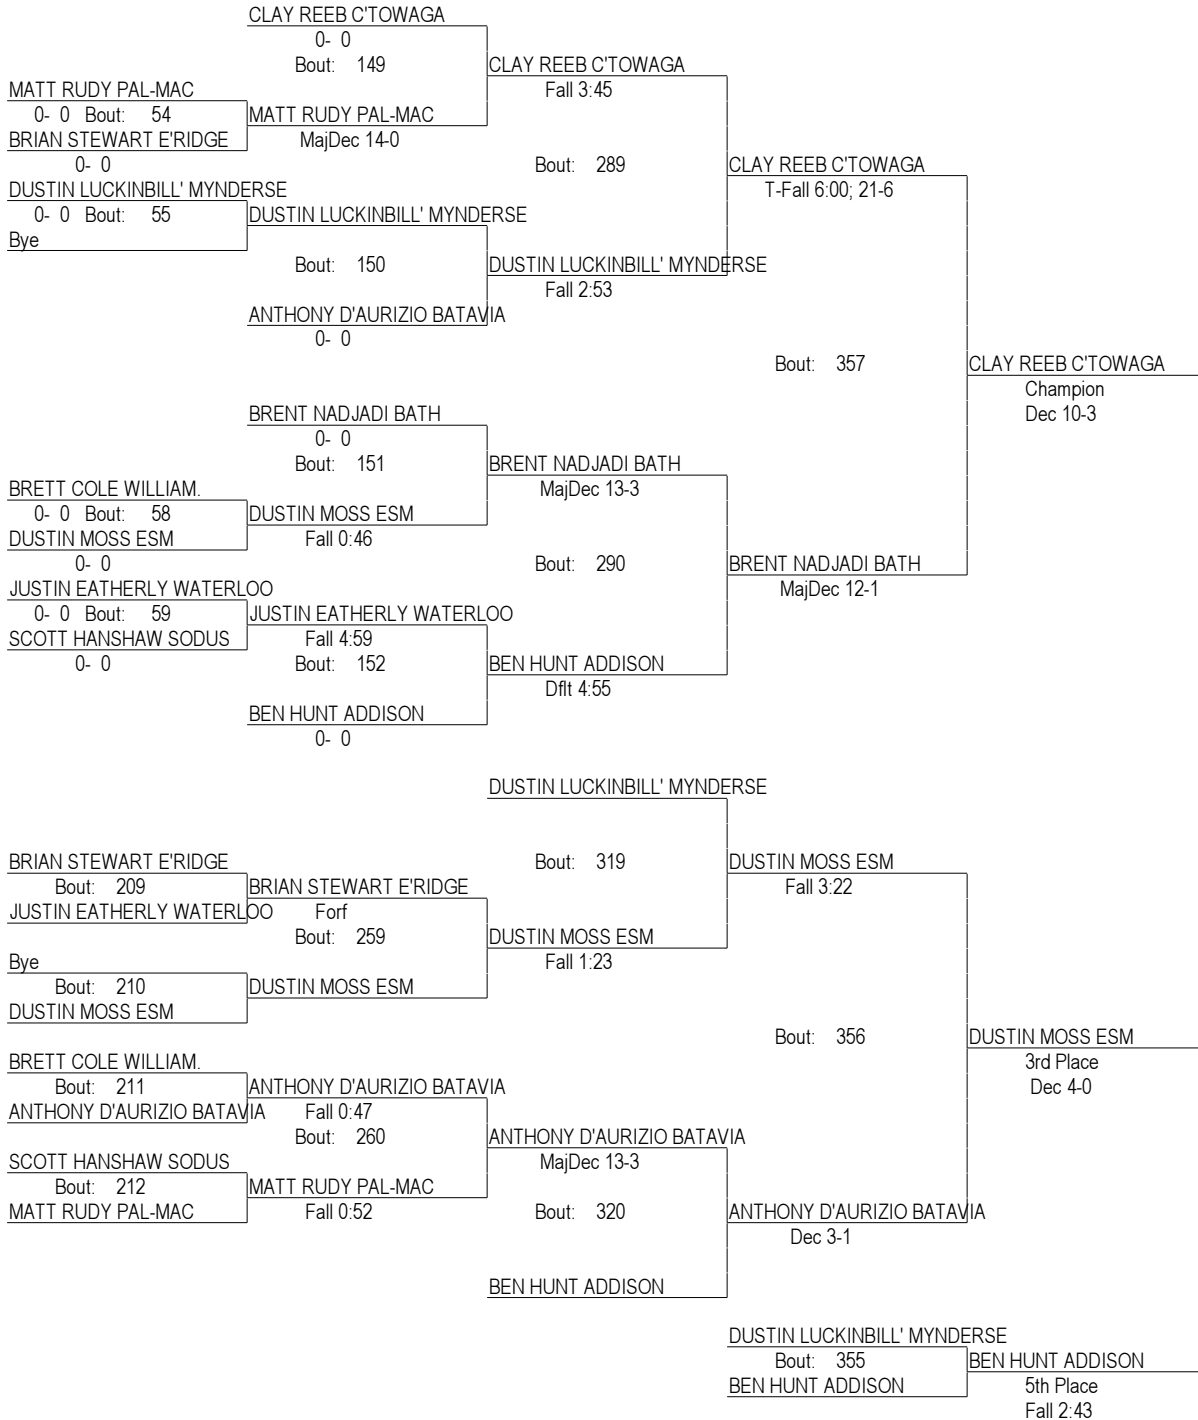 CLAY REEB C'TOWAGA
0- 0
Bout: 149
CLAY REEB C'TOWAGA
Fall 3:45
MATT RUDY PAL-MAC
0- 0 Bout: 54
MATT RUDY PAL-MAC
BRIAN STEWART E'RIDGE
MajDec 14-0
0- 0
Bout: 289
CLAY REEB C'TOWAGA
T-Fall 6:00; 21-6
DUSTIN LUCKINBILL' MYNDERSE
0- 0 Bout: 55
DUSTIN LUCKINBILL' MYNDERSE
Bye
Bout: 150
DUSTIN LUCKINBILL' MYNDERSE
Fall 2:53
ANTHONY D'AURIZIO BATAVIA
0- 0
Bout: 357
CLAY REEB C'TOWAGA
Champion
Dec 10-3
BRENT NADJADI BATH
0- 0
Bout: 151
BRENT NADJADI BATH
MajDec 13-3
BRETT COLE WILLIAM.
0- 0 Bout: 58
DUSTIN MOSS ESM
DUSTIN MOSS ESM
Fall 0:46
0- 0
Bout: 290
BRENT NADJADI BATH
MajDec 12-1
JUSTIN EATHERLY WATERLOO
0- 0 Bout: 59
JUSTIN EATHERLY WATERLOO
SCOTT HANSHAW SODUS
Fall 4:59
0- 0
Bout: 152
BEN HUNT ADDISON
Dflt 4:55
BEN HUNT ADDISON
0- 0
DUSTIN LUCKINBILL' MYNDERSE
Bout: 319
DUSTIN MOSS ESM
Fall 3:22
BRIAN STEWART E'RIDGE
Bout: 209
BRIAN STEWART E'RIDGE
JUSTIN EATHERLY WATERLOO
Forf
Bout: 259
DUSTIN MOSS ESM
Fall 1:23
Bye
Bout: 210
DUSTIN MOSS ESM
DUSTIN MOSS ESM
Bout: 356
DUSTIN MOSS ESM
3rd Place
Dec 4-0
BRETT COLE WILLIAM.
Bout: 211
ANTHONY D'AURIZIO BATAVIA
ANTHONY D'AURIZIO BATAVIA
Fall 0:47
Bout: 260
ANTHONY D'AURIZIO BATAVIA
MajDec 13-3
SCOTT HANSHAW SODUS
Bout: 212
MATT RUDY PAL-MAC
MATT RUDY PAL-MAC
Fall 0:52
Bout: 320
ANTHONY D'AURIZIO BATAVIA
Dec 3-1
BEN HUNT ADDISON
DUSTIN LUCKINBILL' MYNDERSE
Bout: 355
BEN HUNT ADDISON
BEN HUNT ADDISON
5th Place
Fall 2:43